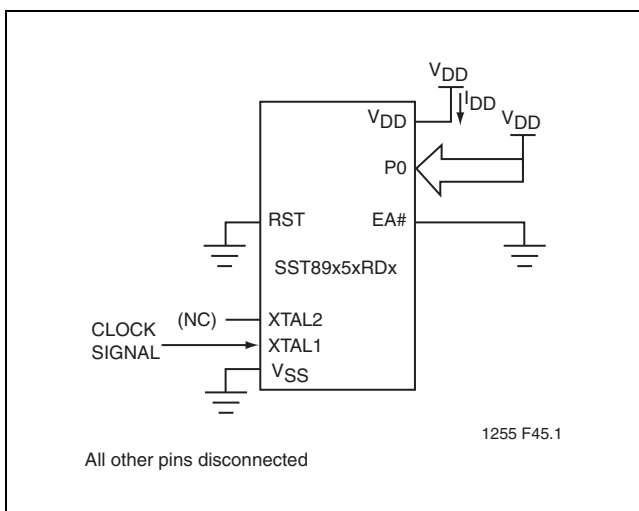 VDD
IDD
VDD
VDD
P0
RST
EA#
SST89x5xRDx
(NC)
XTAL2
CLOCK
SIGNAL
XTAL1
VSS
1255 F45.1
All other pins disconnected